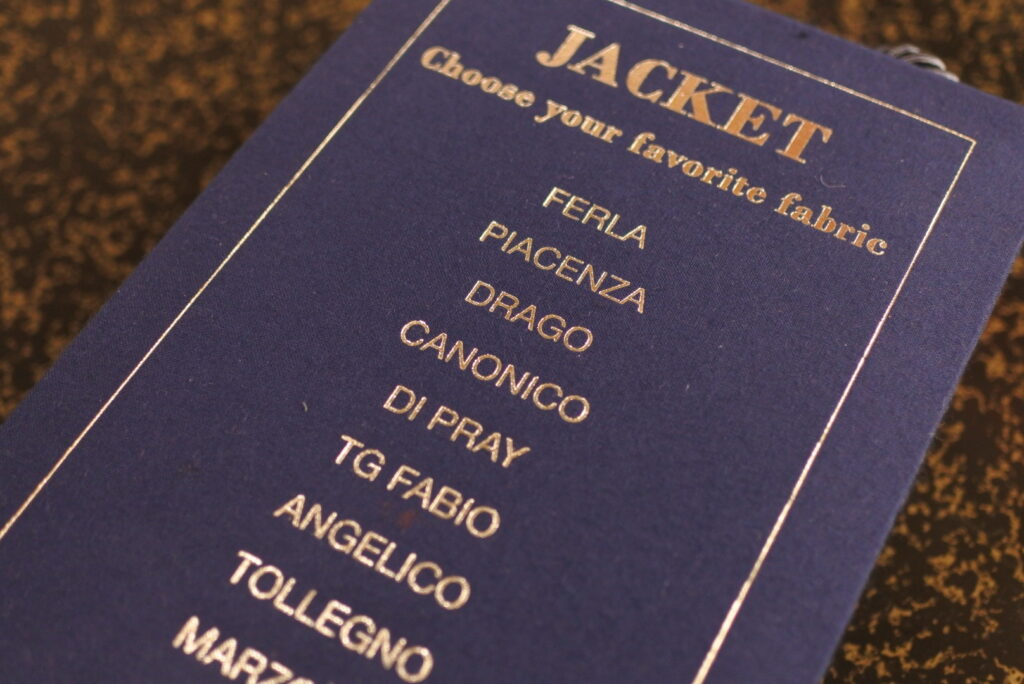 JACKET
Choose your favorite fabric
FERLA
PIACENZA
DRAGO
CANONICO
DI PRAY
TG FABIO
ANGELICO
TOLLEGNO